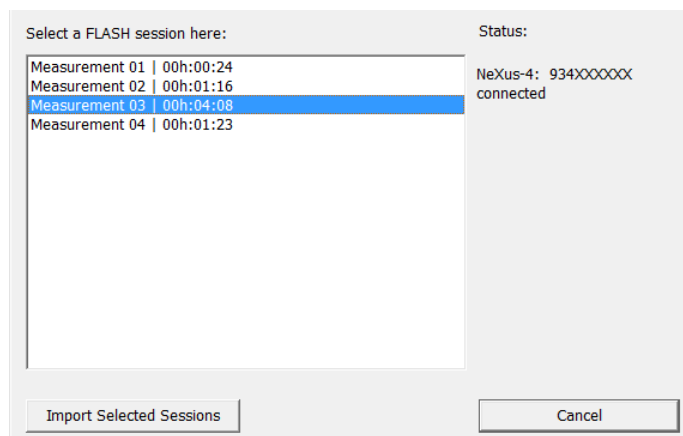 Select a FLASH session here:
Measurement 01 | 00h:00:24
Measurement 02 | 00h:01:16
Measurement 03 | 00h:04:08
Measurement 04 | 00h:01:23
Status:
NeXus-4: 934XXXXXX
connected
Import Selected Sessions
Cancel